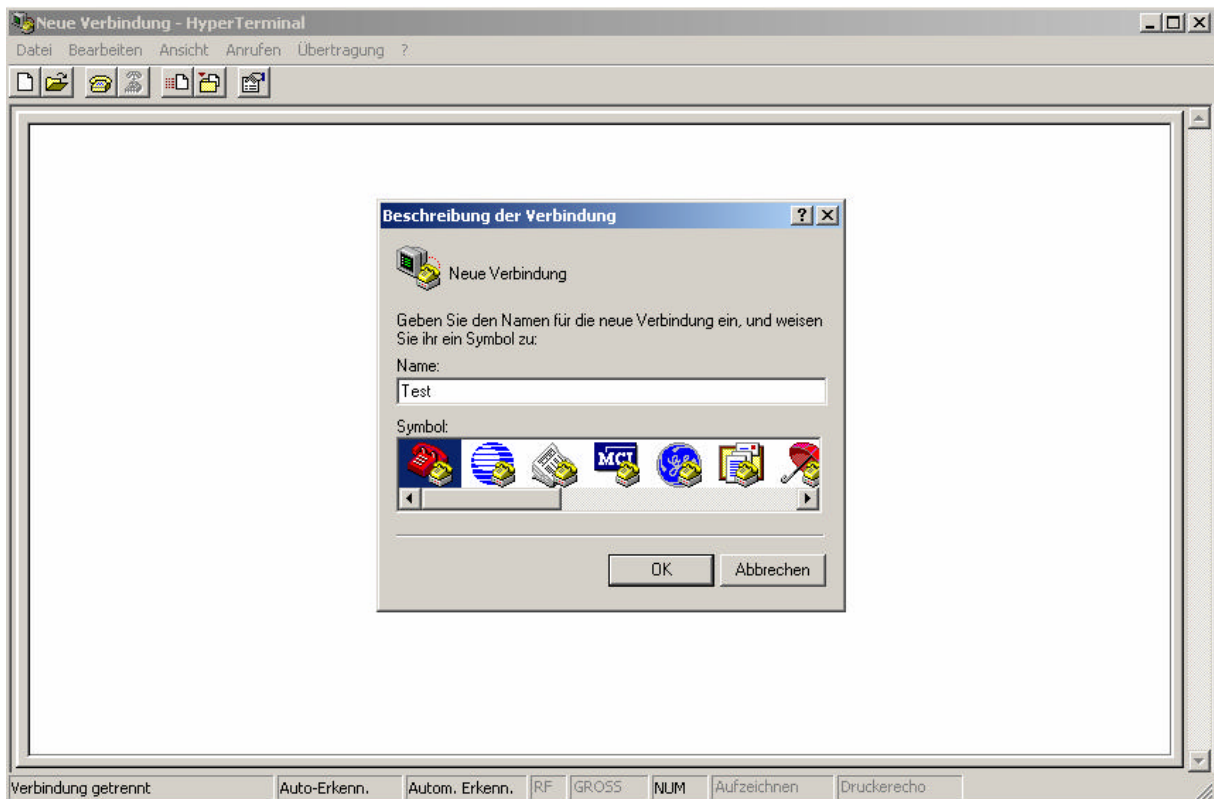 Neue Verbindung - HyperTerminal
Datei Bearbeiten Ansicht Anrufen Übertragung ?
Beschreibung der Verbindung
Neue Verbindung
Geben Sie den Namen für die neue Verbindung ein, und weisen
Sie ihr ein Symbol zu:
Name:
Test
Symbol:
MCI
OK Abbrechen
Verbindung getrennt Auto-Erkenn. Autom. Erkenn. RF GROSS NUM Aufzeichnen Druckerecho